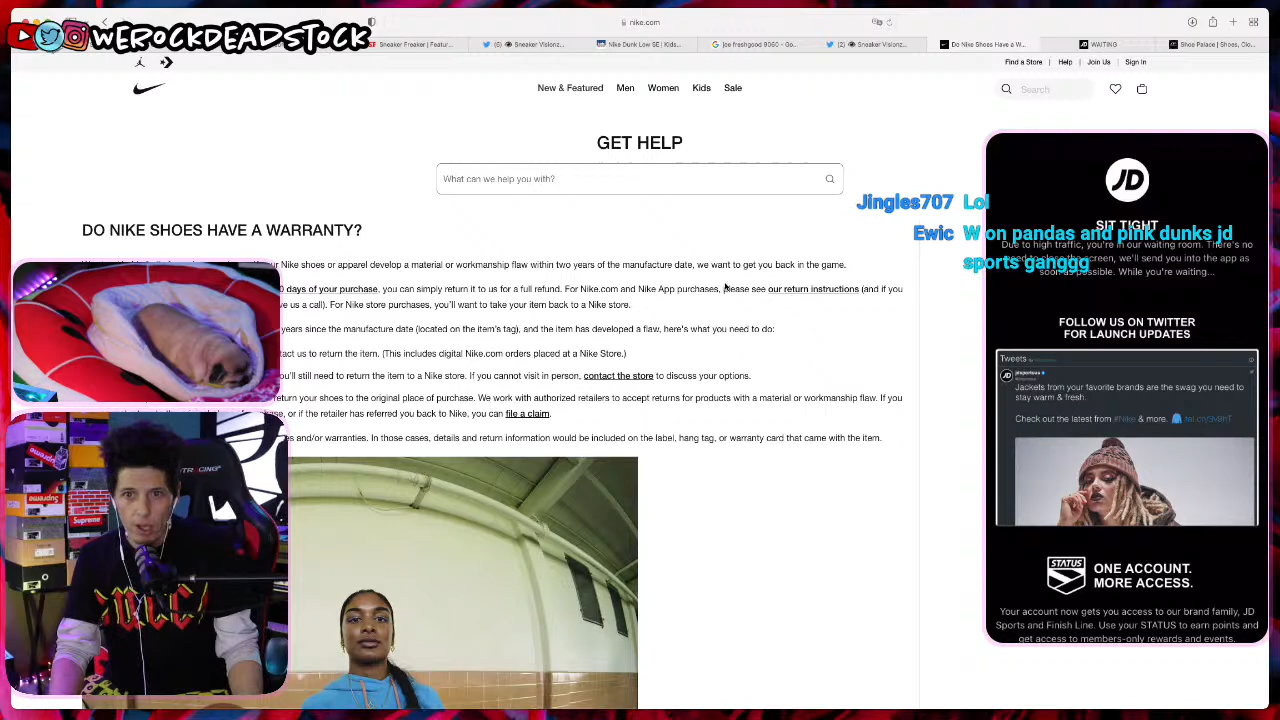 WEROCKDEADSTOCK
nike.com
SE Sneaker Freaker | Featur...
(6) Sneaker Visionz...
Nike Dunk Low SE | Kids...
joe freshgood 9060 - Go...
(2) Sneaker Visionz...
Do Nike Shoes Have a W...
WAITING
Shoe Palace | Shoes, Clo...
Find a Store | Help | Join Us | Sign In
New & Featured Men Women Kids Sale
Search
GET HELP
What can we help you with?
DO NIKE SHOES HAVE A WARRANTY?
Nike shoes or apparel develop a material or workmanship flaw within two years of the manufacture date, we want to get you back in the game.
0 days of your purchase, you can simply return it to us for a full refund. For Nike.com and Nike App purchases, please see our return instructions (and if you
ve us a call). For Nike store purchases, you'll want to take your item back to a Nike store.
years since the manufacture date (located on the item's tag), and the item has developed a flaw, here's what you need to do:
tact us to return the item. (This includes digital Nike.com orders placed at a Nike Store.)
ou'll still need to return the item to a Nike store. If you cannot visit in person, contact the store to discuss your options.
return your shoes to the original place of purchase. We work with authorized retailers to accept returns for products with a material or workmanship flaw. If you
, or if the retailer has referred you back to Nike, you can file a claim.
es and/or warranties. In those cases, details and return information would be included on the label, hang tag, or warranty card that came with the item.
Jingles707 Lol
Ewic W on pandas and pink dunks jd
sports ganggg
JD
SIT TIGHT
Due to high traffic, you're in our waiting room. There's no
need to close the screen, we'll send you into the app as
soon as possible. While you're waiting...
FOLLOW US ON TWITTER
FOR LAUNCH UPDATES
Tweets
jdsportsus
Jackets from your favorite brands are the swag you need to
stay warm & fresh.
Check out the latest from #Nike & more.
STATUS
ONE ACCOUNT.
MORE ACCESS.
Your account now gets you access to our brand family, JD
Sports and Finish Line. Use your STATUS to earn points and
get access to members-only rewards and events.
Supreme
RACING